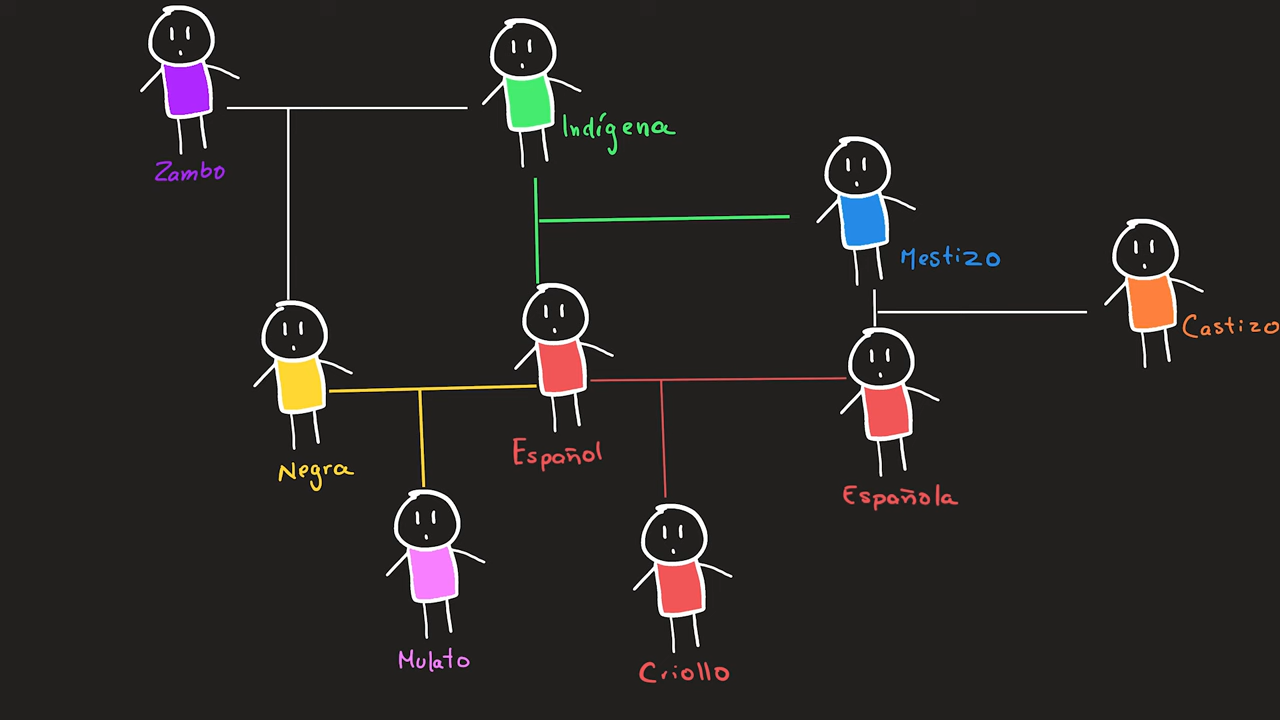 Zambo
Indígena
Mestizo
Castizo
Negra
Español
Española
Mulato
Criollo